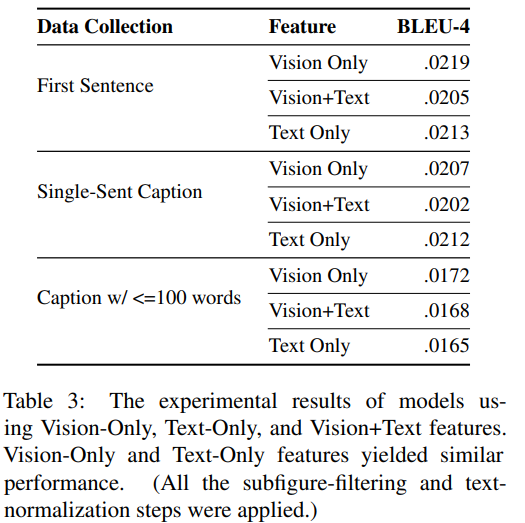 Data Collection Feature BLEU-4
First Sentence
Vision Only .0219
Vision+Text .0205
Text Only .0213
Single-Sent Caption
Vision Only .0207
Vision+Text .0202
Text Only .0212
Caption w/ <=100 words
Vision Only .0172
Vision+Text .0168
Text Only .0165
Table 3: The experimental results of models us-
ing Vision-Only, Text-Only, and Vision+Text features.
Vision-Only and Text-Only features yielded similar
performance. (All the subfigure-filtering and text-
normalization steps were applied.)